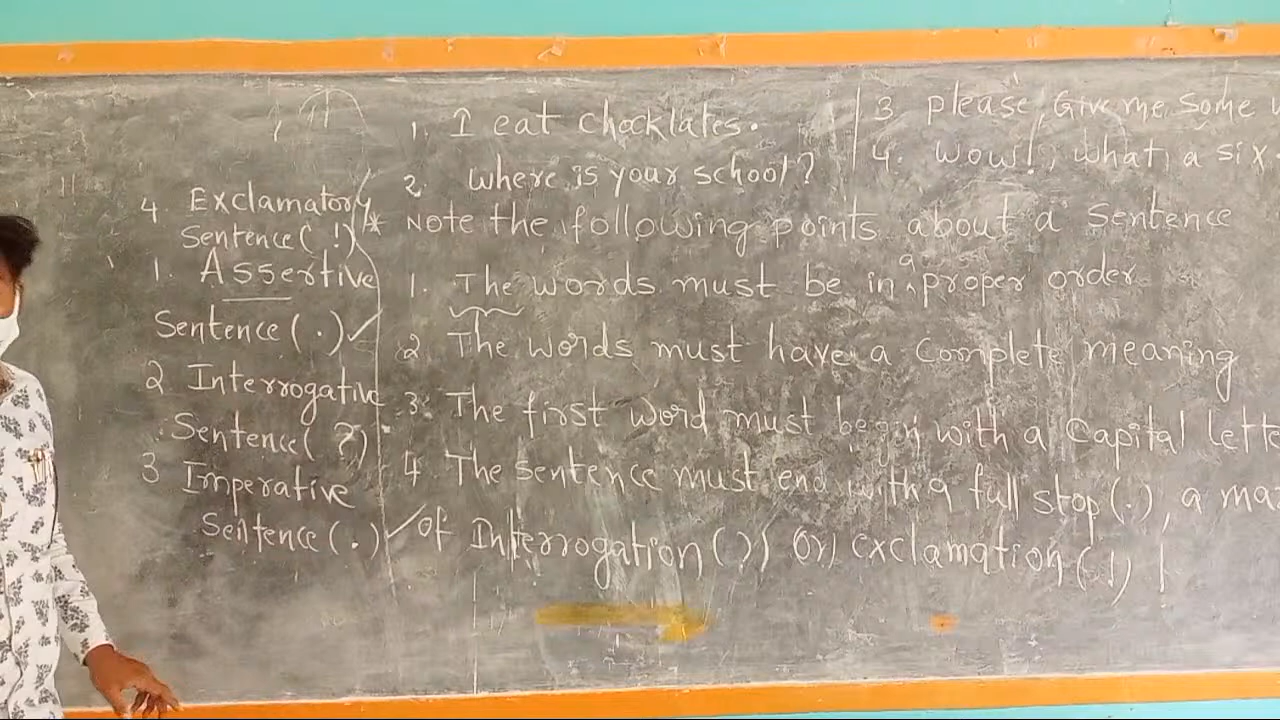 4. Exclamatory
Sentence (!)
1. Assertive
Sentence (.) ✓
2 Interrogative
Sentence (?)
3 Imperative
Sentence (.) ✓
1. I eat chocklates.
2. Where is your school?
3 please, Give me Some
4. Wow!, what a six
* Note the following points about a Sentence
1. The words must be in a proper order
2 The words must have a Complete meaning
3. The first word must begin with a Capital lette
4. The sentence must end with a full stop (.), a ma
of Interrogation (?) or) exclamation (!)